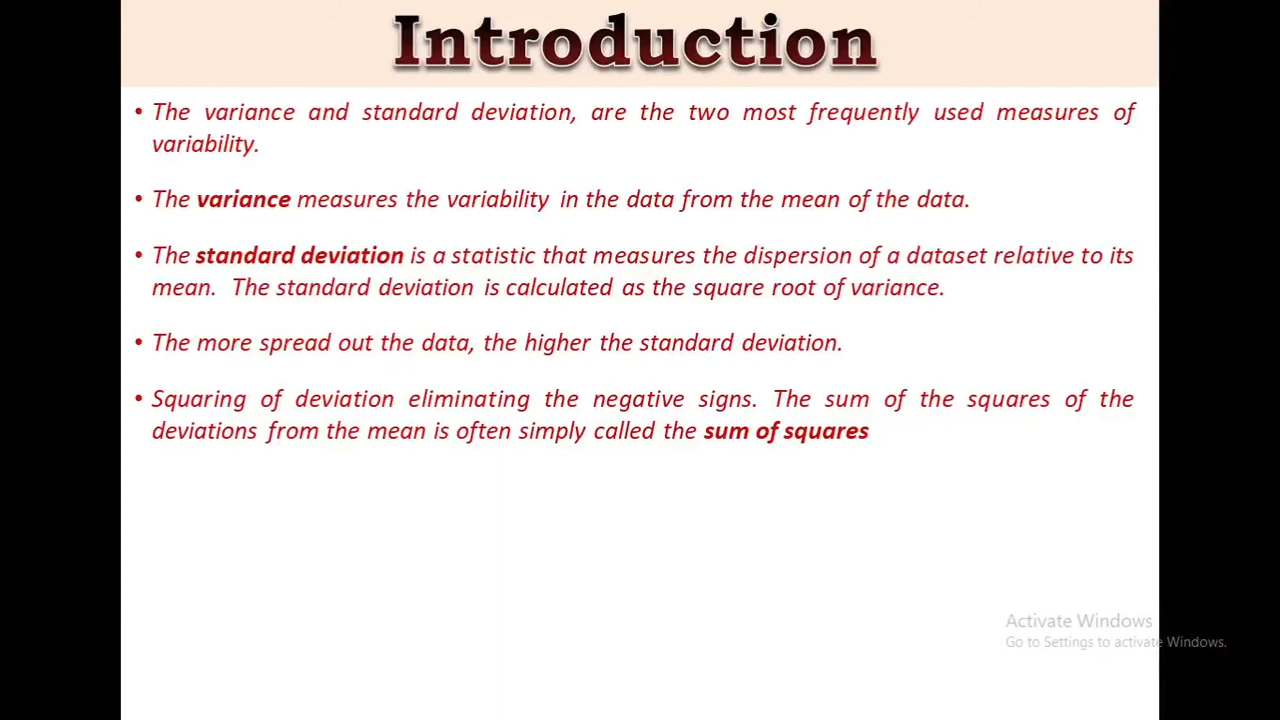 Introduction
• The variance and standard deviation, are the two most frequently used measures of
variability.
• The variance measures the variability in the data from the mean of the data.
• The standard deviation is a statistic that measures the dispersion of a dataset relative to its
mean. The standard deviation is calculated as the square root of variance.
• The more spread out the data, the higher the standard deviation.
• Squaring of deviation eliminating the negative signs. The sum of the squares of the
deviations from the mean is often simply called the sum of squares
Activate Windows
Go to Settings to activate Windows.